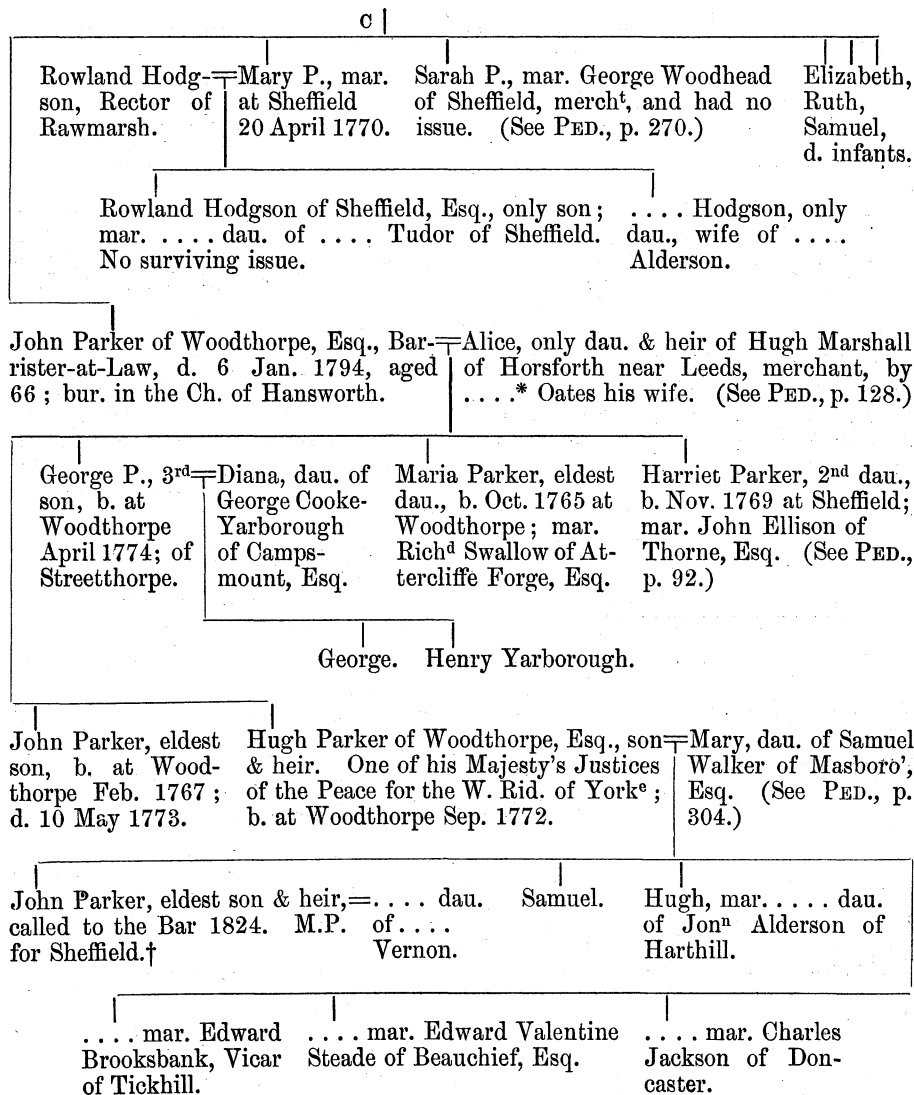 C
Rowland Hodg-
son, Rector of
Rawmarsh.
Mary P., mar.
at Sheffield
20 April 1770.
Sarah P., mar. George Woodhead
of Sheffield, mercht, and had no
issue. (See PED., p. 270.)
Elizabeth,
Ruth,
Samuel,
d. infants.
Rowland Hodgson of Sheffield, Esq., only son;
mar. .... dau. of .... Tudor of Sheffield.
No surviving issue.
.... Hodgson, only
dau., wife of ....
Alderson.
John Parker of Woodthorpe, Esq., Bar-
rister-at-Law, d. 6 Jan. 1794, aged
66; bur. in the Ch. of Hansworth.
Alice, only dau. & heir of Hugh Marshall
of Horsforth near Leeds, merchant, by
....* Oates his wife. (See PED., p. 128.)
George P., 3rd
son, b. at
Woodthorpe
April 1774; of
Streetthorpe.
Diana, dau. of
George Cooke-
Yarborough
of Camps-
mount, Esq.
Maria Parker, eldest
dau., b. Oct. 1765 at
Woodthorpe; mar.
Richd Swallow of At-
tercliffe Forge, Esq.
Harriet Parker, 2nd dau.,
b. Nov. 1769 at Sheffield;
mar. John Ellison of
Thorne, Esq. (See PED.,
p. 92.)
George.
Henry Yarborough.
John Parker, eldest
son, b. at Wood-
thorpe Feb. 1767;
d. 10 May 1773.
Hugh Parker of Woodthorpe, Esq., son
& heir. One of his Majesty's Justices
of the Peace for the W. Rid. of Yorke;
b. at Woodthorpe Sep. 1772.
Mary, dau. of Samuel
Walker of Masboro',
Esq. (See PED., p.
304.)
John Parker, eldest son & heir,
called to the Bar 1824. M.P.
for Sheffield.†
.... dau.
of ....
Vernon.
Samuel.
Hugh, mar. .... dau.
of Jonn Alderson of
Harthill.
.... mar. Edward
Brooksbank, Vicar
of Tickhill.
.... mar. Edward Valentine
Steade of Beauchief, Esq.
.... mar. Charles
Jackson of Don-
caster.